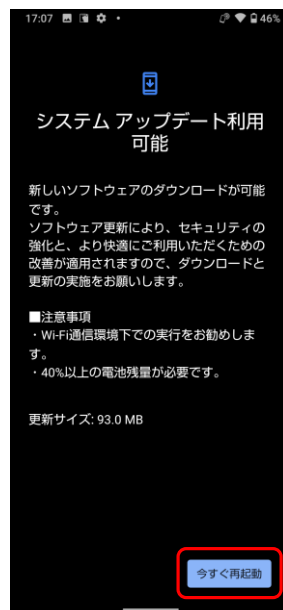 17:07 46%
システム アップデート利用
可能
新しいソフトウェアのダウンロードが可能
です。
ソフトウェア更新により、セキュリティの
強化と、より快適にご利用いただくための
改善が適用されますので、ダウンロードと
更新の実施をお願いします。
■注意事項
・Wi-Fi通信環境下での実行をお勧めしま
す。
・40%以上の電池残量が必要です。
更新サイズ: 93.0 MB
今すぐ再起動